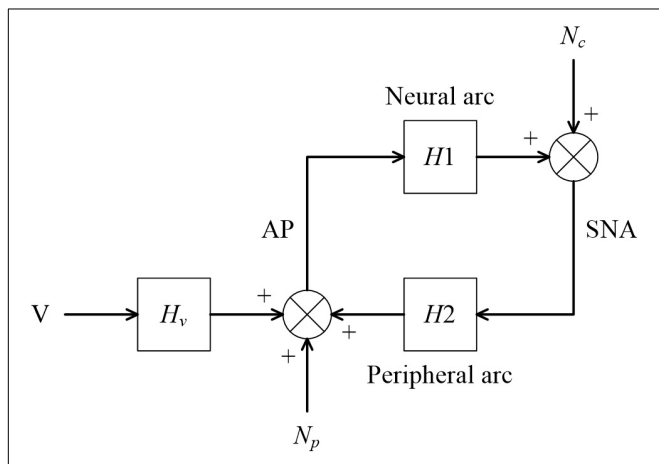 N_c
+
Neural arc
+
H1
AP
SNA
V
H_v
+
+
H2
+
Peripheral arc
N_p